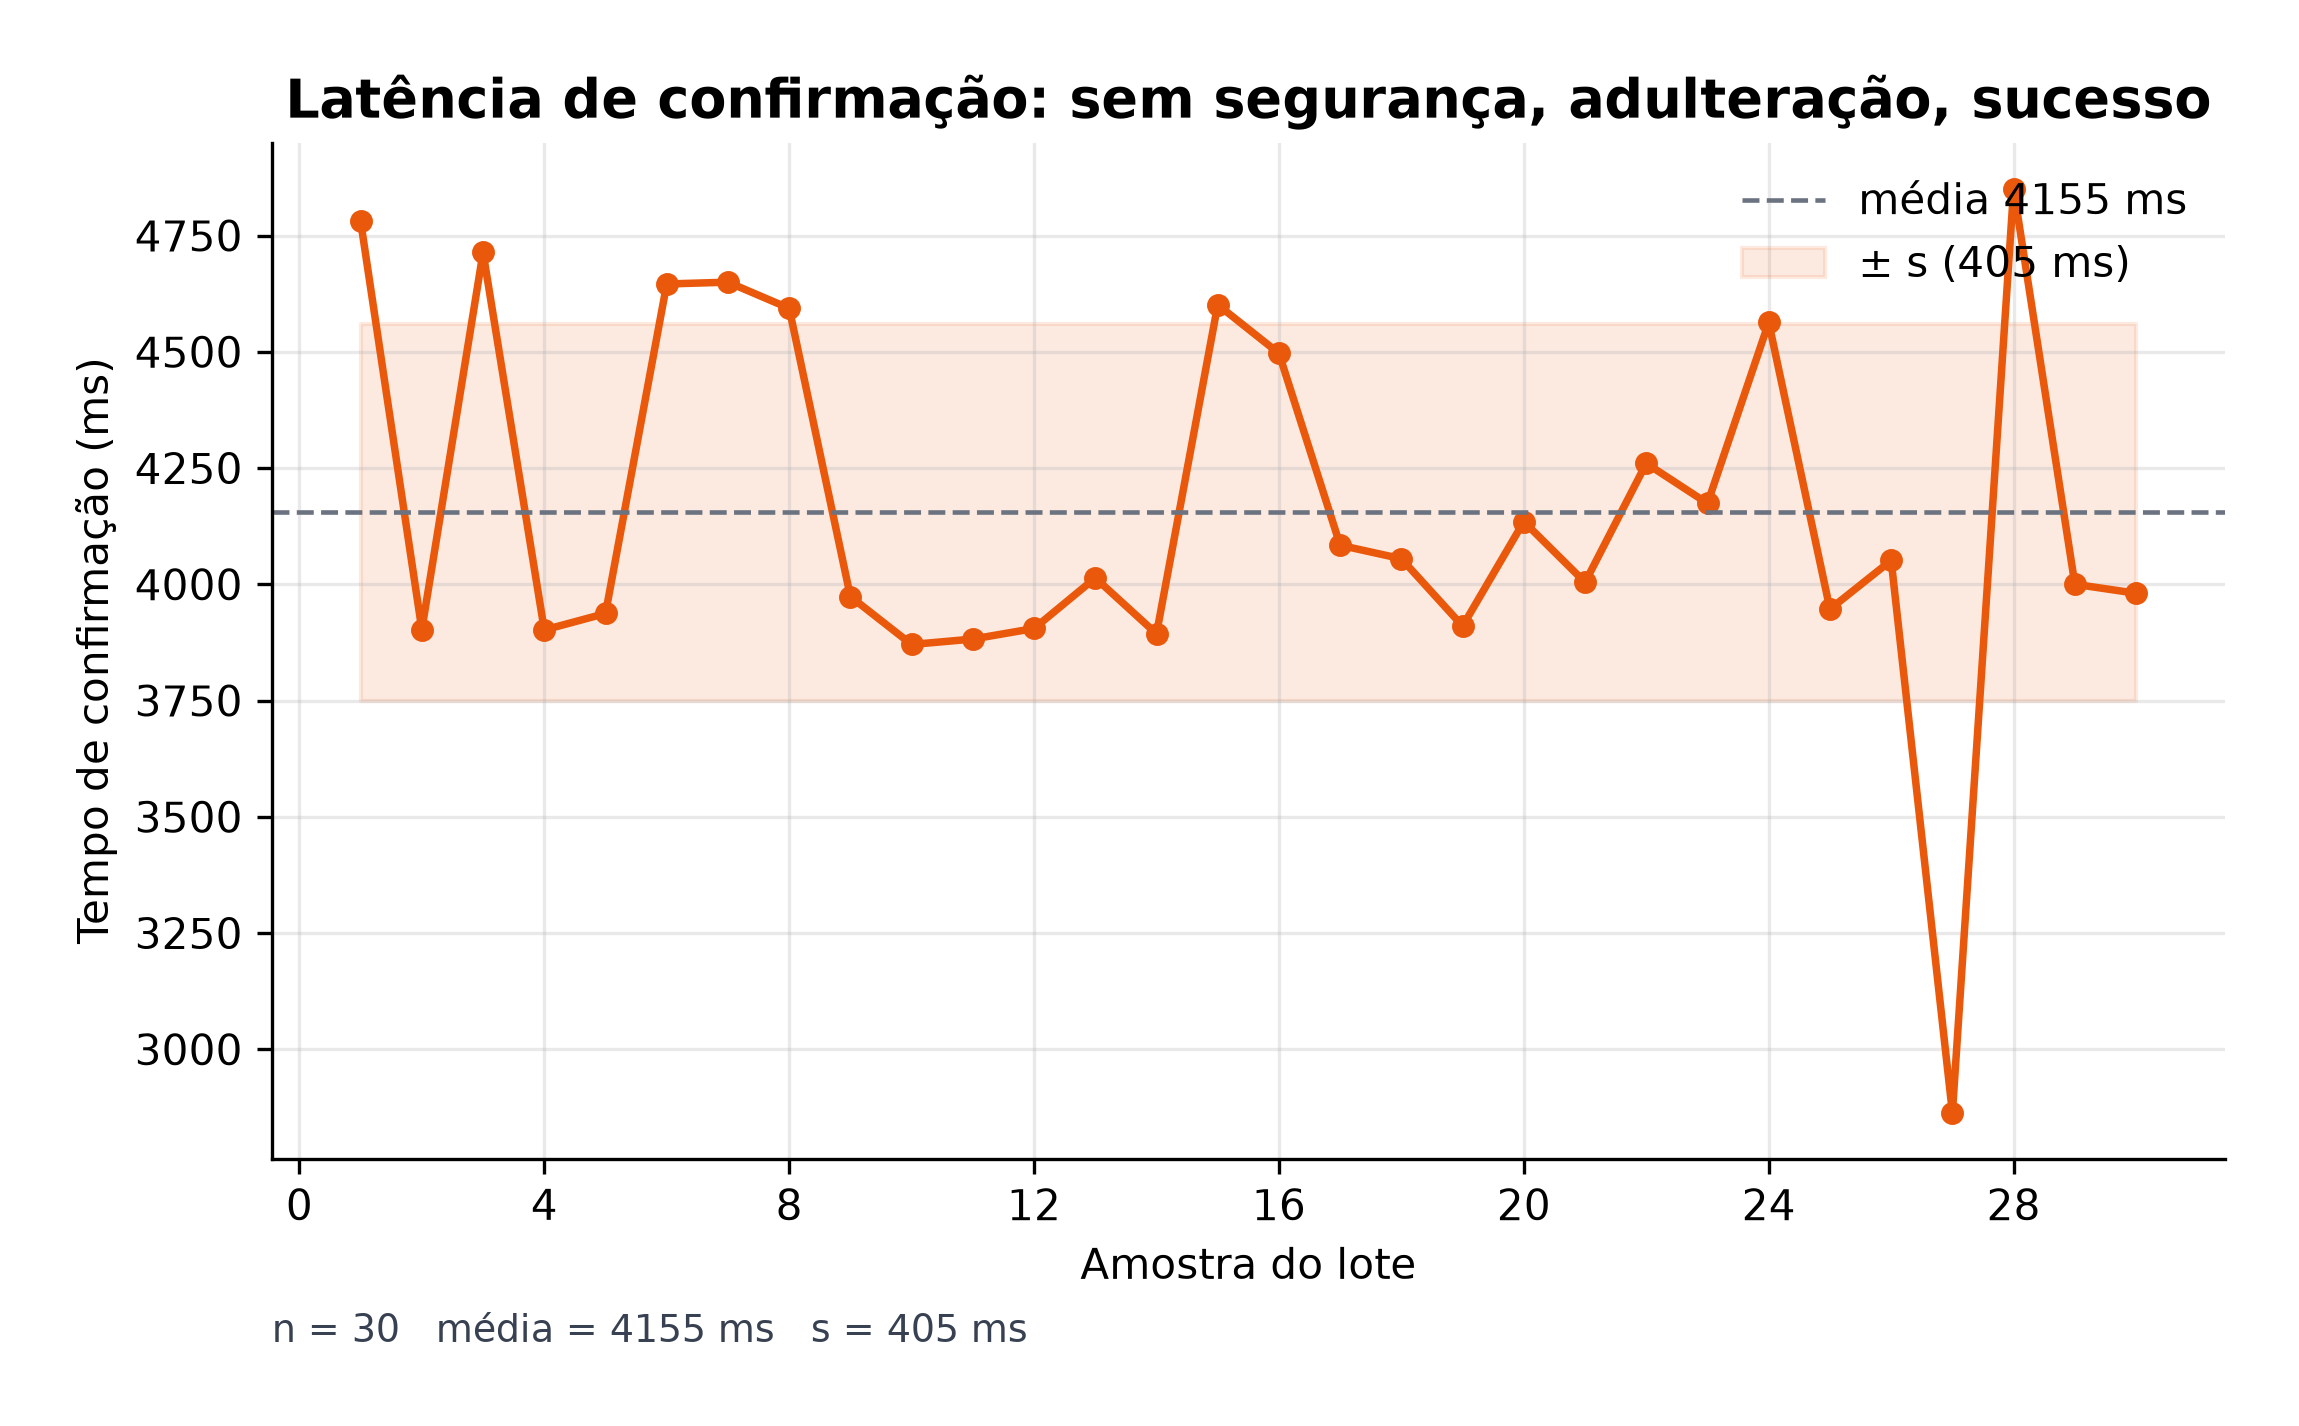 Latência de confirmação: sem segurança, adulteração, sucesso
média 4155 ms
± s (405 ms)
Tempo de confirmação (ms)
4750
4500
4250
4000
3750
3500
3250
3000
0 4 8 12 16 20 24 28
Amostra do lote
n = 30 média = 4155 ms s = 405 ms